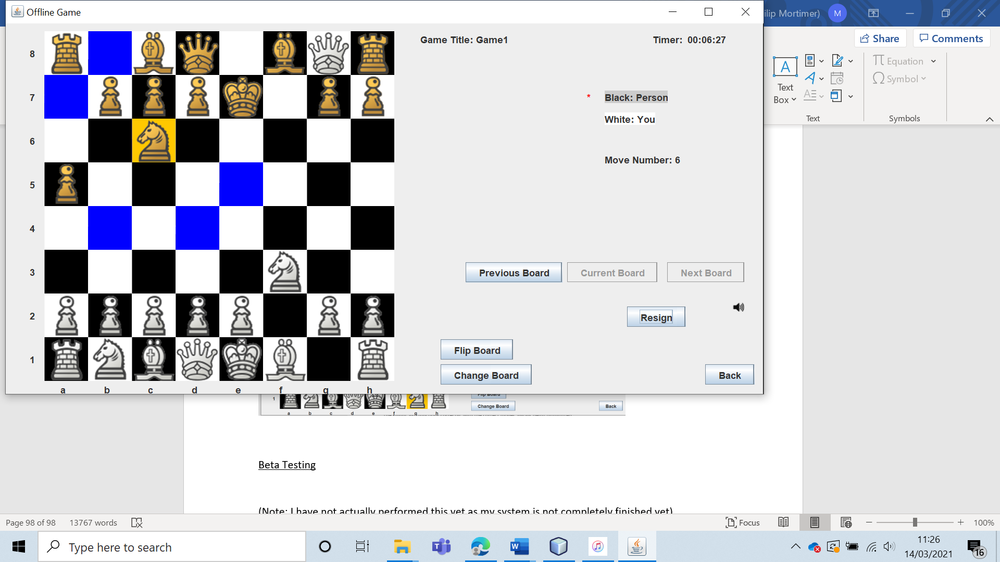 Offline Game
ilip Mortimer)
M
Share
Comments
Game Title: Game1
Timer: 00:06:27
8
7
6
5
4
3
2
1
* Black: Person
White: You
Move Number: 6
Previous Board
Current Board
Next Board
Resign
Flip Board
Change Board
Back
a b c d e f g h
A
Text
Box
Equation
Symbol
Text
Symbols
1
Flip Board
Change Board
Back
a b c d e f g h
Beta Testing
(Note: I have not actually performed this yet as my system is not completely finished yet)
Page 98 of 98
13767 words
Focus
100%
Type here to search
11:26
14/03/2021
16